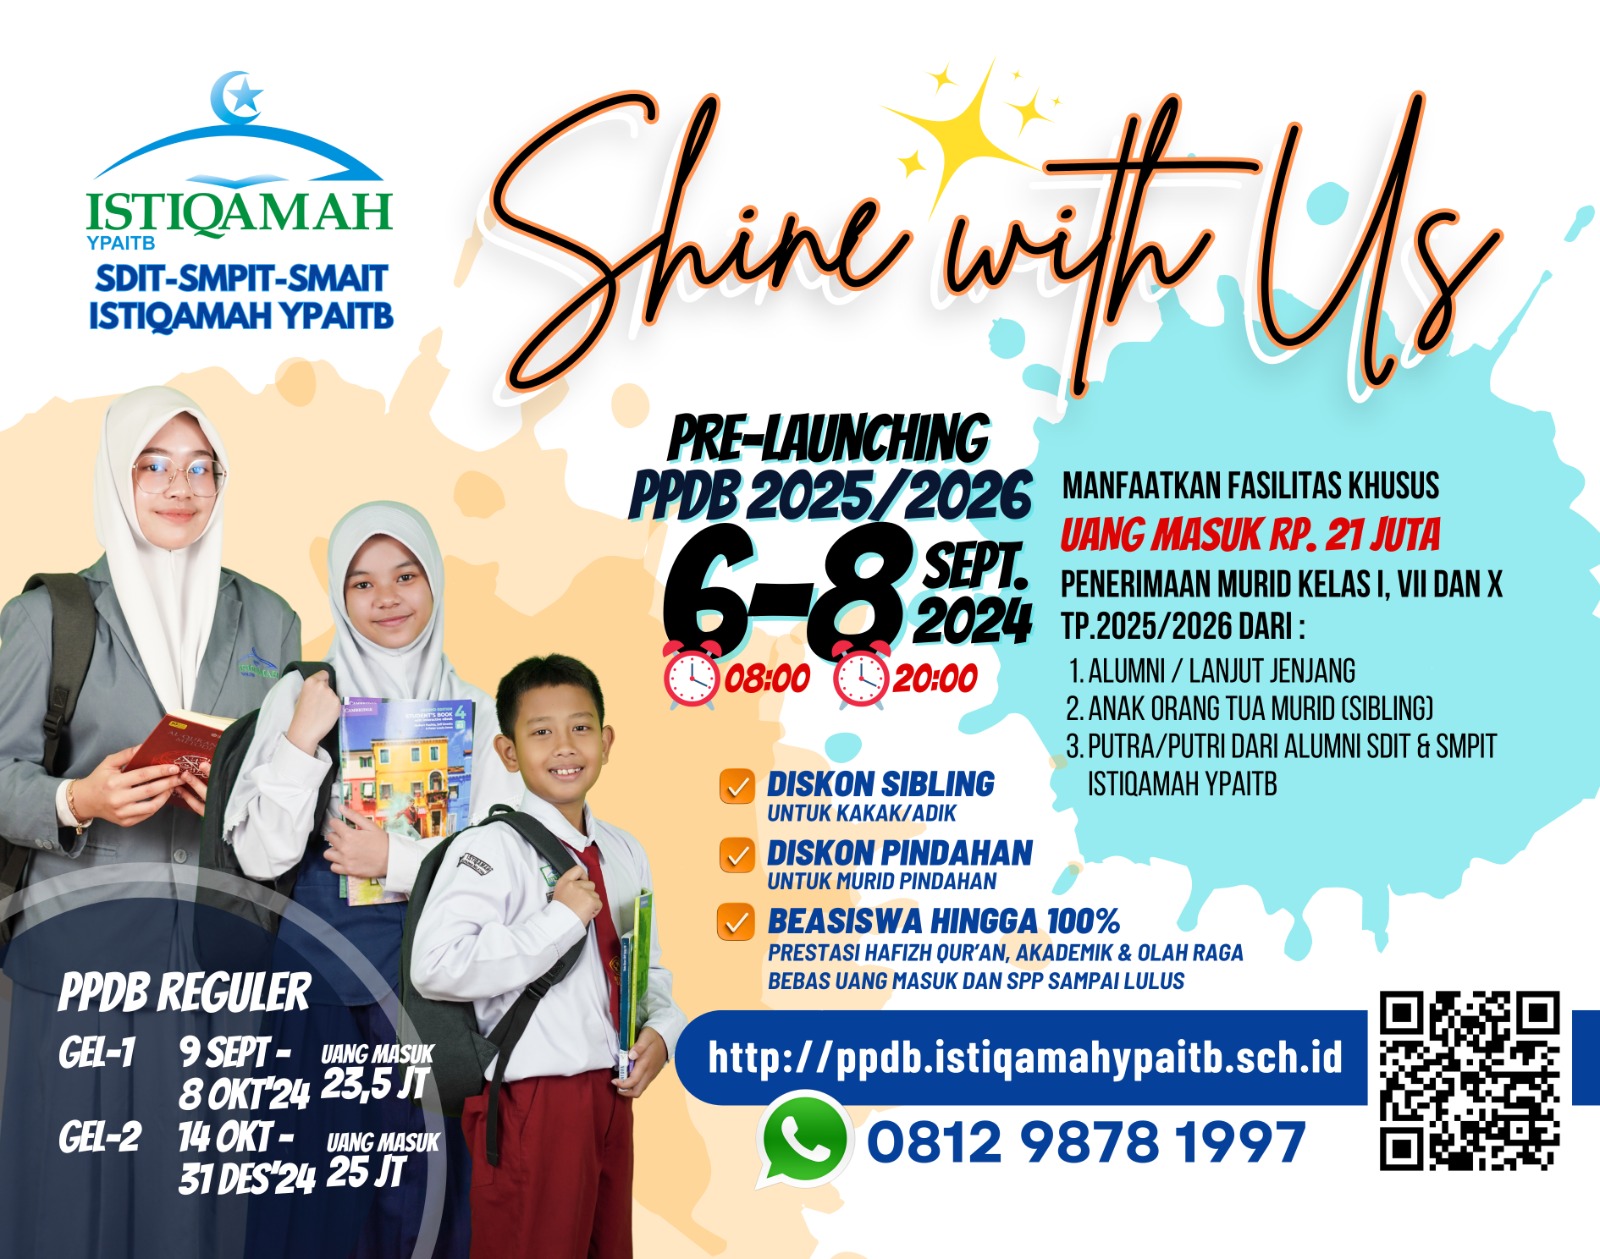 ISTIQAMAH
YPAITB
SDIT-SMPIT-SMAIT
ISTIQAMAH YPAITB
Shine with Us
PRE-LAUNCHING
PPDB 2025/2026
6-8 SEPT. 2024
08:00 20:00
MANFAATKAN FASILITAS KHUSUS
UANG MASUK RP. 21 JUTA
PENERIMAAN MURID KELAS I, VII DAN X
TP.2025/2026 DARI :
1. ALUMNI / LANJUT JENJANG
2. ANAK ORANG TUA MURID (SIBLING)
3. PUTRA/PUTRI DARI ALUMNI SDIT & SMPIT
ISTIQAMAH YPAITB
DISKON SIBLING
UNTUK KAKAK/ADIK
DISKON PINDAHAN
UNTUK MURID PINDAHAN
BEASISWA HINGGA 100%
PRESTASI HAFIZH QUR'AN, AKADEMIK & OLAH RAGA
BEBAS UANG MASUK DAN SPP SAMPAI LULUS
CAMBRIDGE
STUDENT'S BOOK 4
ISTIQAMAH
PPDB REGULER
GEL-1 9 SEPT - UANG MASUK
8 OKT'24 23,5 JT
GEL-2 14 OKT - UANG MASUK
31 DES'24 25 JT
http://ppdb.istiqamahypaitb.sch.id
0812 9878 1997